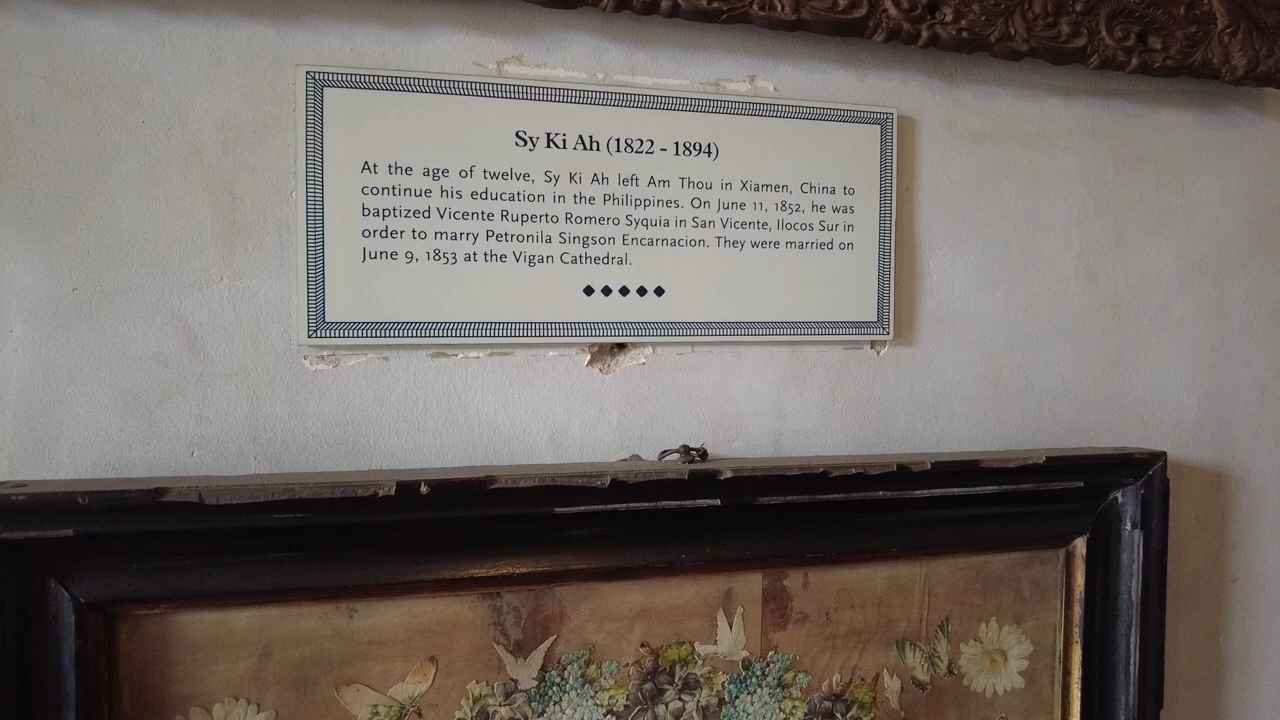 Sy Ki Ah (1822 - 1894)
At the age of twelve, Sy Ki Ah left Am Thou in Xiamen, China to
continue his education in the Philippines. On June 11, 1852, he was
baptized Vicente Ruperto Romero Syquia in San Vicente, Ilocos Sur in
order to marry Petronila Singson Encarnacion. They were married on
June 9, 1853 at the Vigan Cathedral.